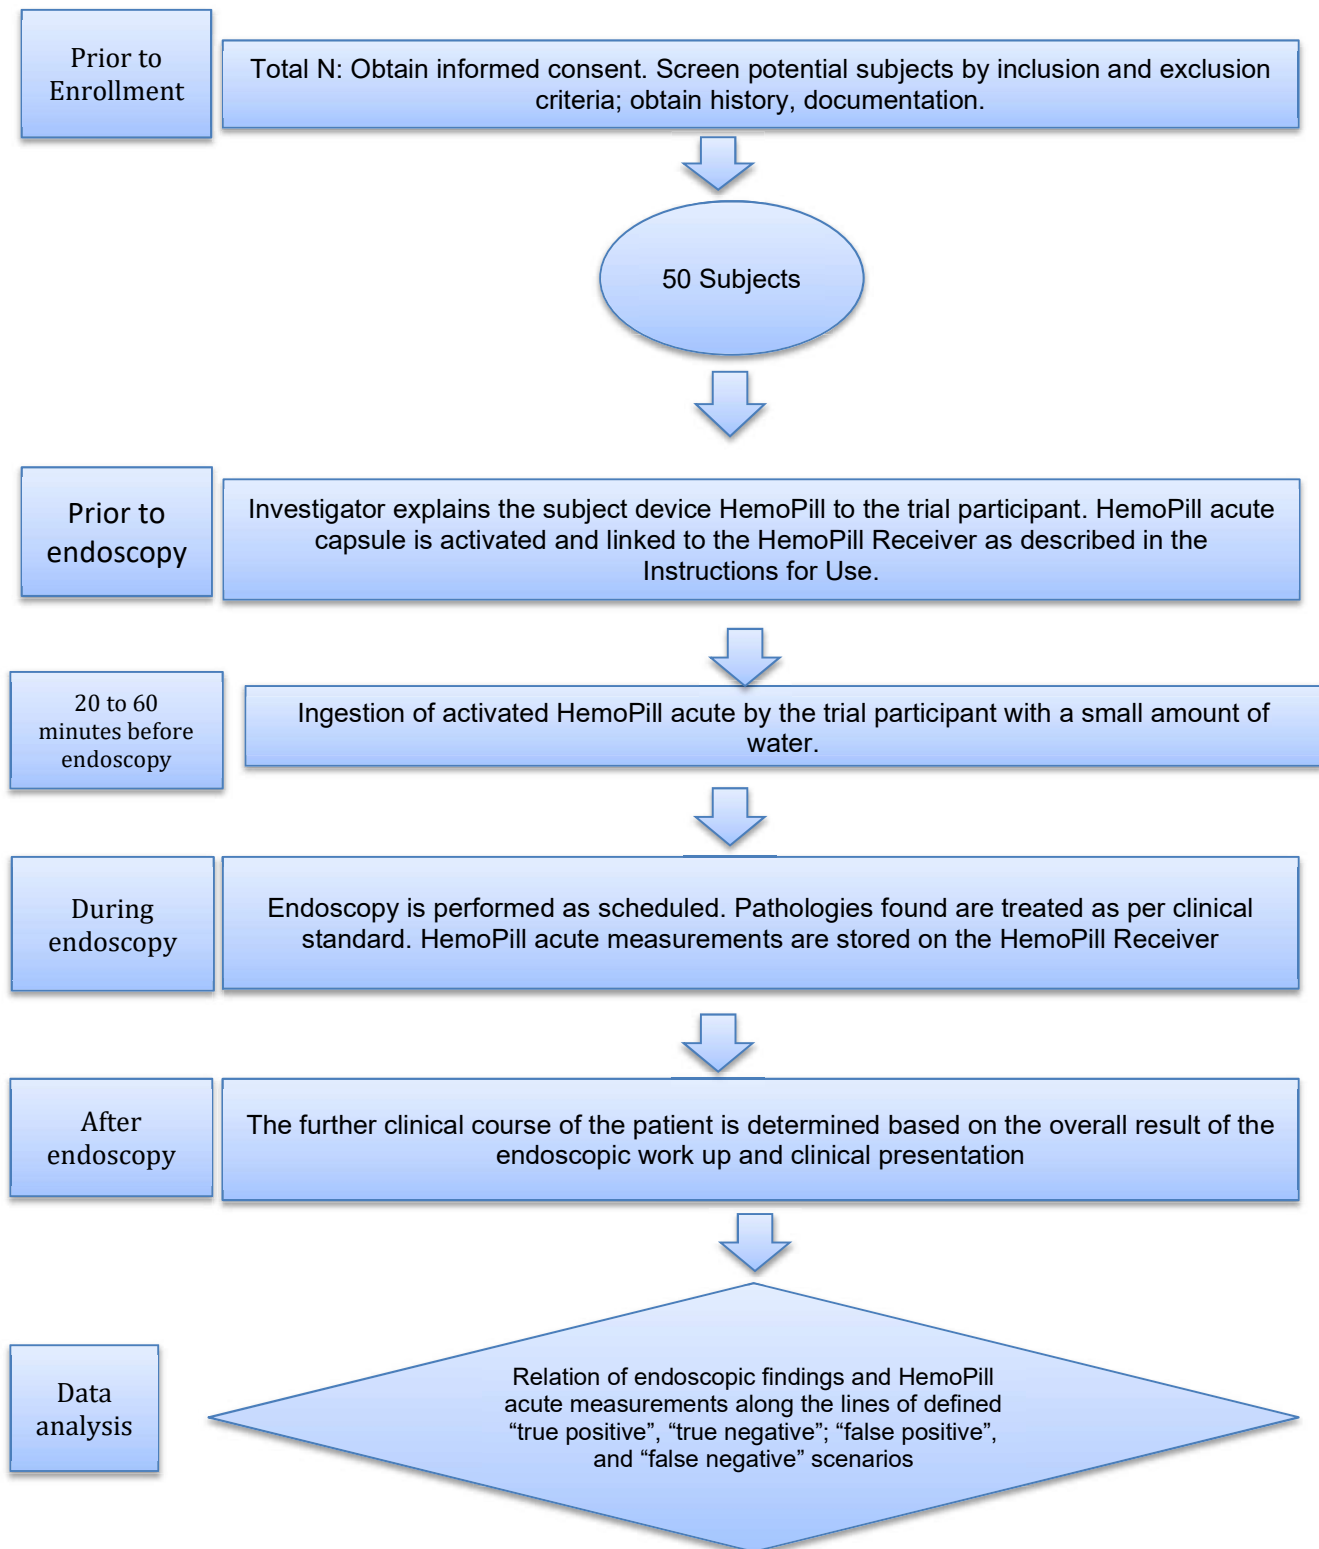 Prior to
Enrollment
Total N: Obtain informed consent. Screen potential subjects by inclusion and exclusion
criteria; obtain history, documentation.
50 Subjects
Prior to
endoscopy
Investigator explains the subject device HemoPill to the trial participant. HemoPill acute
capsule is activated and linked to the HemoPill Receiver as described in the
Instructions for Use.
20 to 60
minutes before
endoscopy
Ingestion of activated HemoPill acute by the trial participant with a small amount of
water.
During
endoscopy
Endoscopy is performed as scheduled. Pathologies found are treated as per clinical
standard. HemoPill acute measurements are stored on the HemoPill Receiver
After
endoscopy
The further clinical course of the patient is determined based on the overall result of the
endoscopic work up and clinical presentation
Data
analysis
Relation of endoscopic findings and HemoPill
acute measurements along the lines of defined
“true positive”, “true negative”; “false positive”,
and “false negative” scenarios